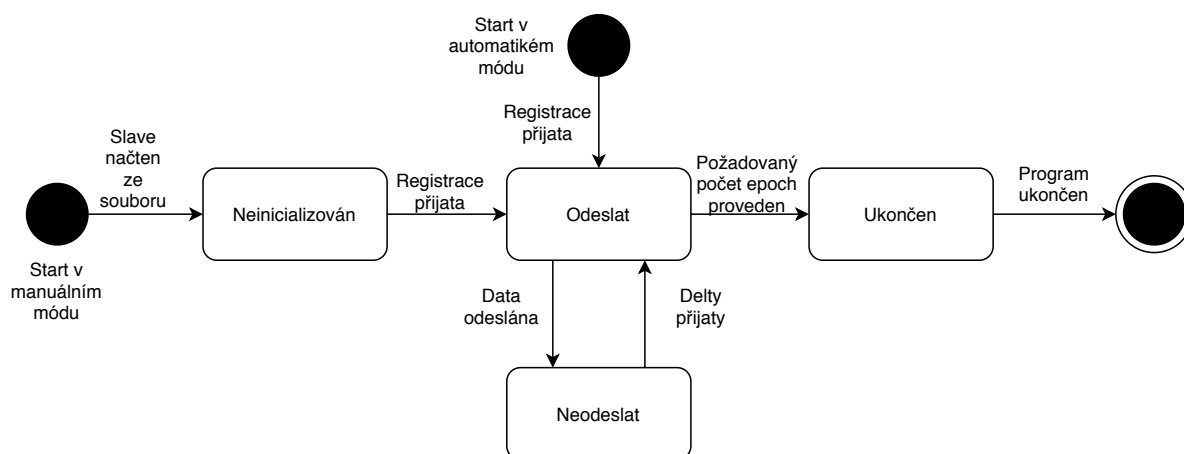 Start v
automatikém
módu
Registrace
přijata
Slave
načten
ze
souboru
Start v
manuálním
módu
Neinicializován
Registrace
přijata
Odeslat
Požadovaný
počet epoch
proveden
Ukončen
Program
ukončen
Data
odeslána
Delty
přijaty
Neodeslat